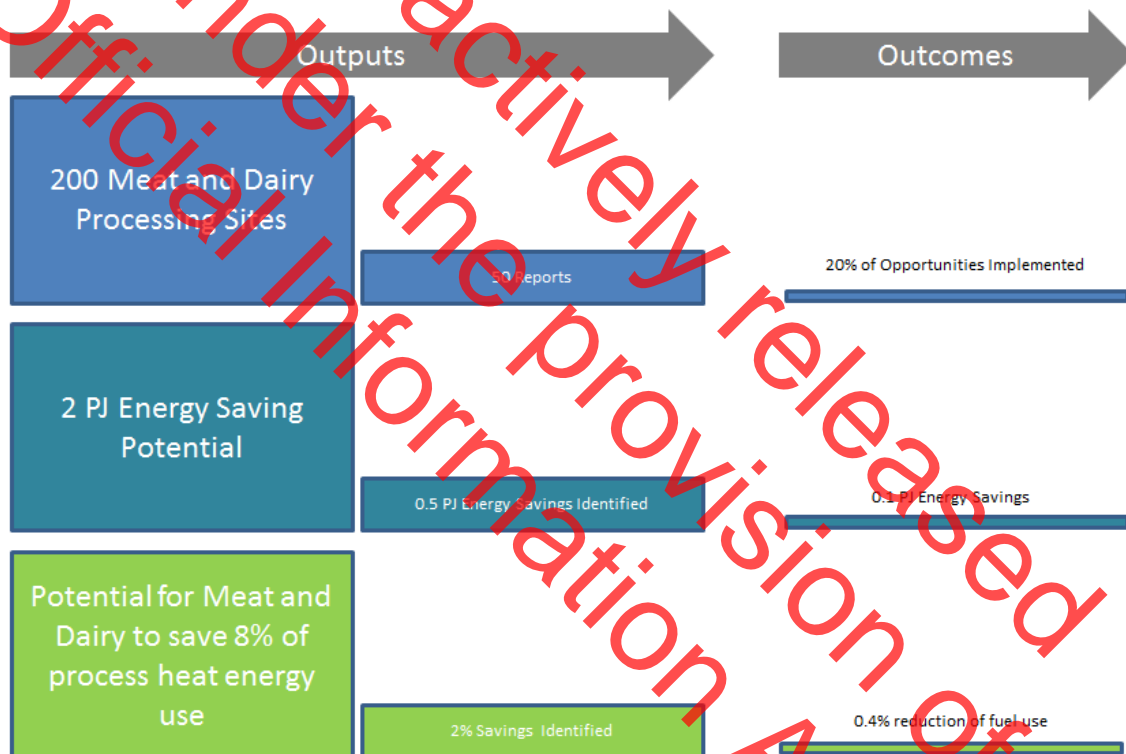 Outputs
Outcomes
200 Meat and Dairy
Processing Sites
50 Reports
20% of Opportunities Implemented
2 PJ Energy Saving
Potential
0.5 PJ Energy Savings Identified
0.1 PJ Energy Savings
Potential for Meat and
Dairy to save 8% of
process heat energy
use
2% Savings Identified
0.4% reduction of fuel use
actively released
nder the provision of
Official Information A